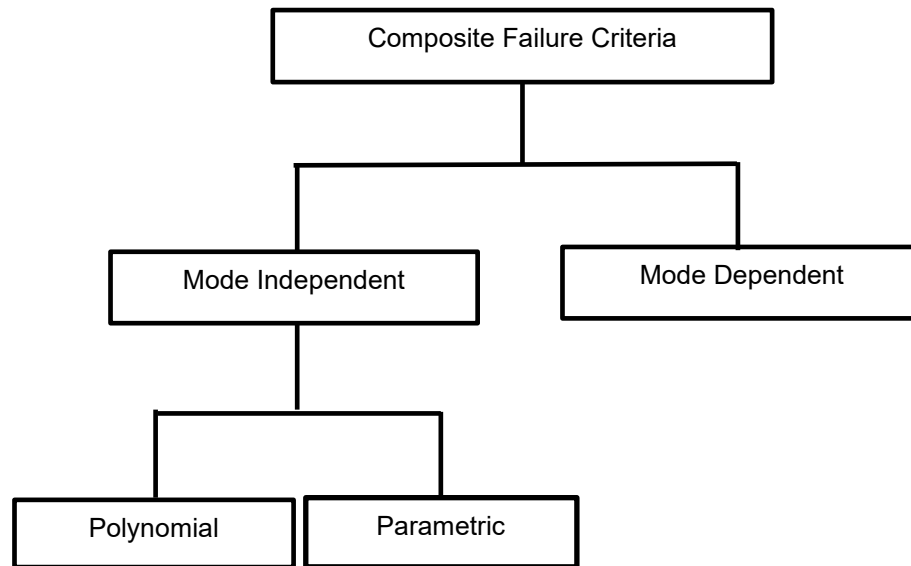 Composite Failure Criteria
Mode Independent
Mode Dependent
Polynomial
Parametric